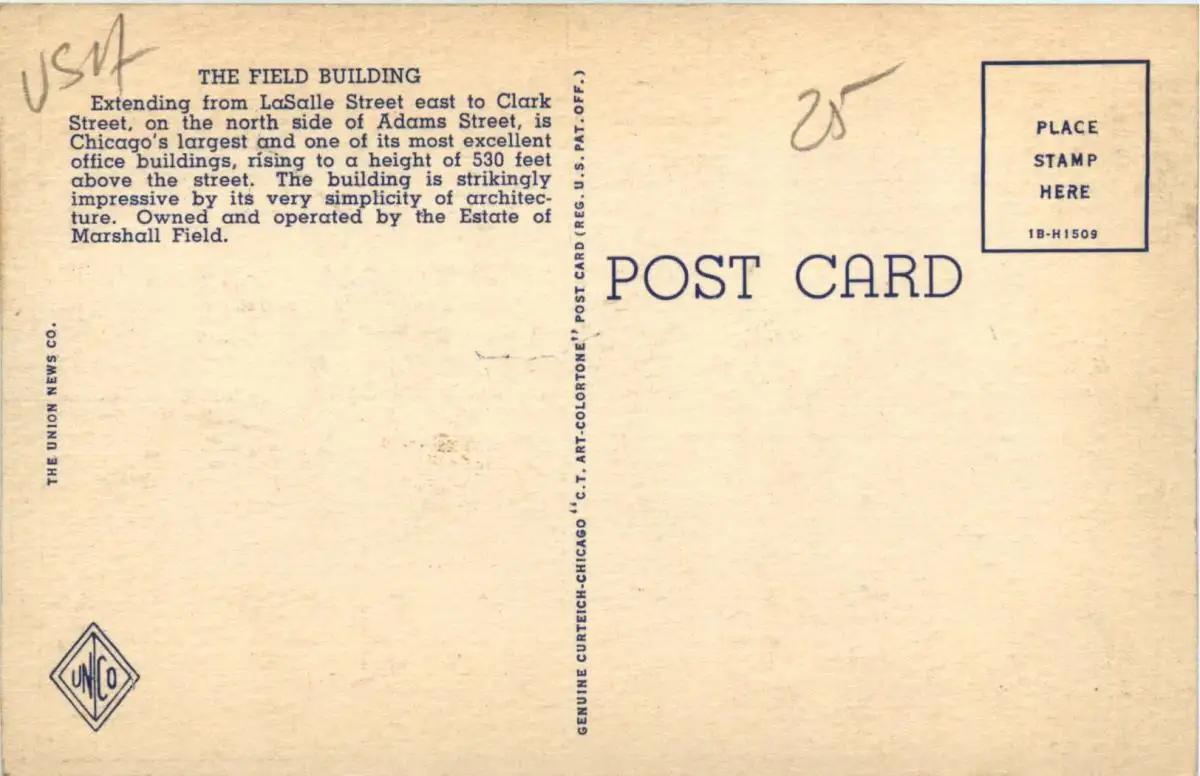 USA
THE FIELD BUILDING
Extending from LaSalle Street east to Clark
Street, on the north side of Adams Street, is
Chicago's largest and one of its most excellent
office buildings, rising to a height of 530 feet
above the street. The building is strikingly
impressive by its very simplicity of architec-
ture. Owned and operated by the Estate of
Marshall Field.
THE UNION NEWS CO.
UNCO
GENUINE CURTEICH-CHICAGO "C.T. ART-COLORTONE" POST CARD (REG. U.S. PAT. OFF.)
25
PLACE
STAMP
HERE
1B-H1509
POST CARD